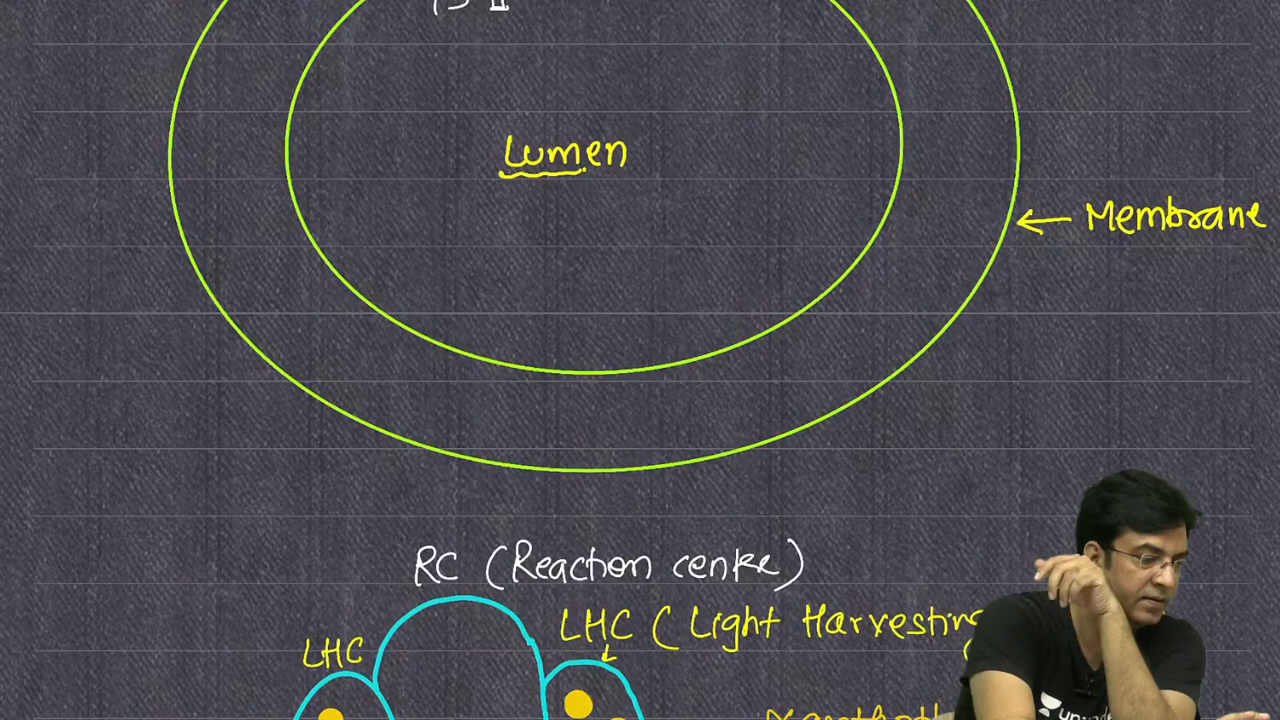 Lumen
← Membrane
RC (Reaction centre)
LHC (Light Harvesting
LHC